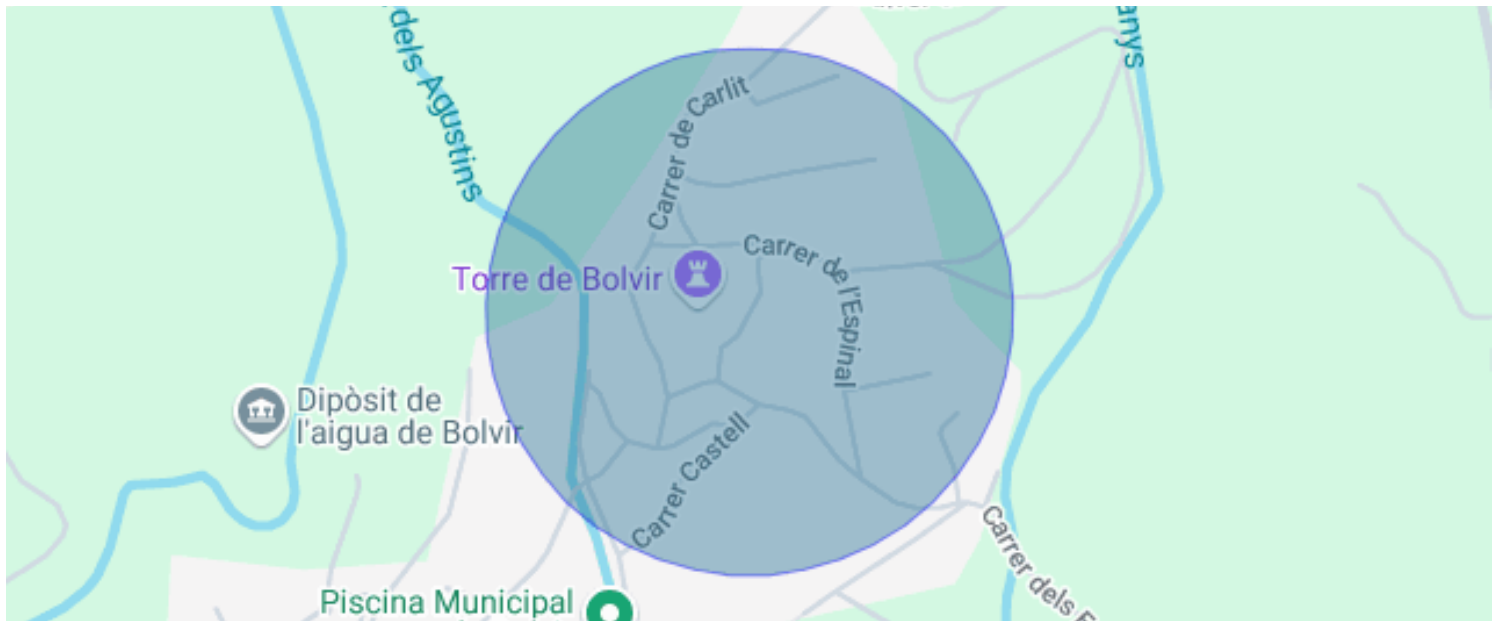 dels Agustins
anys
Carrer de Carlit
Carrer de l'Espinal
Torre de Bolvir
Dipòsit de
l'aigua de Bolvir
Carrer Castell
Carrer dels
Piscina Municipal